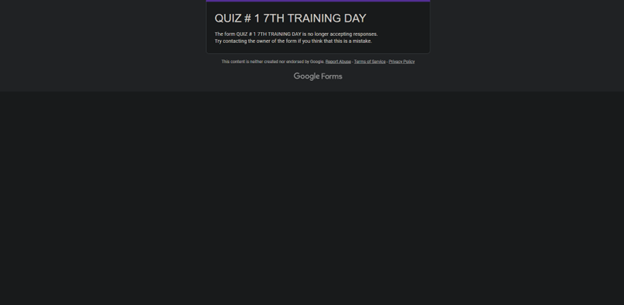 QUIZ # 1 7TH TRAINING DAY
The form QUIZ # 1 7TH TRAINING DAY is no longer accepting responses.
Try contacting the owner of the form if you think that this is a mistake.
This content is neither created nor endorsed by Google. Report Abuse - Terms of Service - Privacy Policy
Google Forms